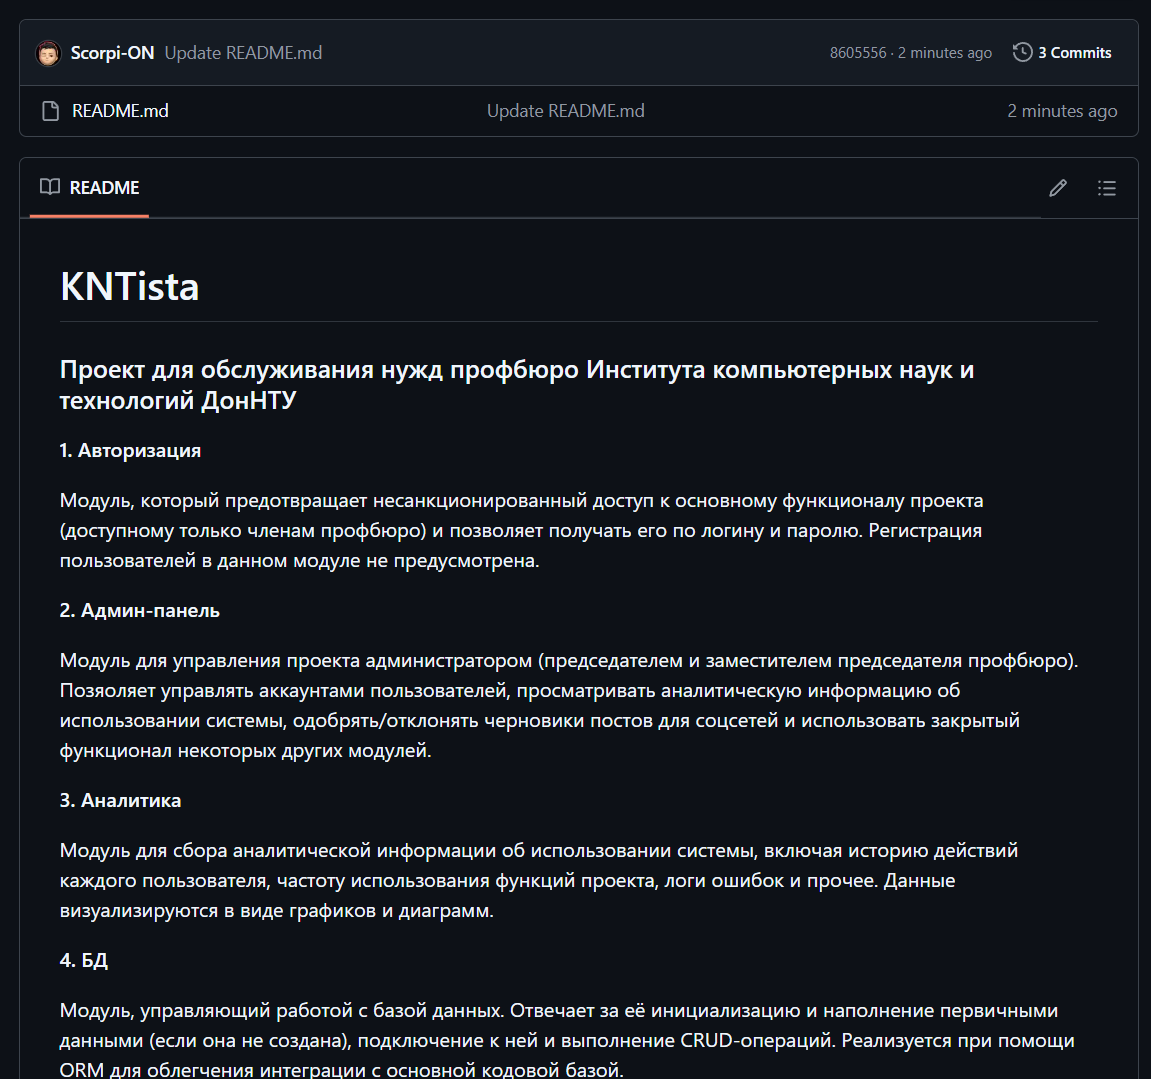 Scorpi-ON Update README.md 8605556 · 2 minutes ago 3 Commits
README.md Update README.md 2 minutes ago
README
KNTista
Проект для обслуживания нужд профбюро Института компьютерных наук и
технологий ДонНТУ
1. Авторизация
Модуль, который предотвращает несанкционированный доступ к основному функционалу проекта
(доступному только членам профбюро) и позволяет получать его по логину и паролю. Регистрация
пользователей в данном модуле не предусмотрена.
2. Админ-панель
Модуль для управления проекта администратором (председателем и заместителем председателя профбюро).
Позяоляет управлять аккаунтами пользователей, просматривать аналитическую информацию об
использовании системы, одобрять/отклонять черновики постов для соцсетей и использовать закрытый
функционал некоторых других модулей.
3. Аналитика
Модуль для сбора аналитической информации об использовании системы, включая историю действий
каждого пользователя, частоту использования функций проекта, логи ошибок и прочее. Данные
визуализируются в виде графиков и диаграмм.
4. БД
Модуль, управляющий работой с базой данных. Отвечает за её инициализацию и наполнение первичными
данными (если она не создана), подключение к ней и выполнение CRUD-операций. Реализуется при помощи
ORM для облегчения интеграции с основной кодовой базой.